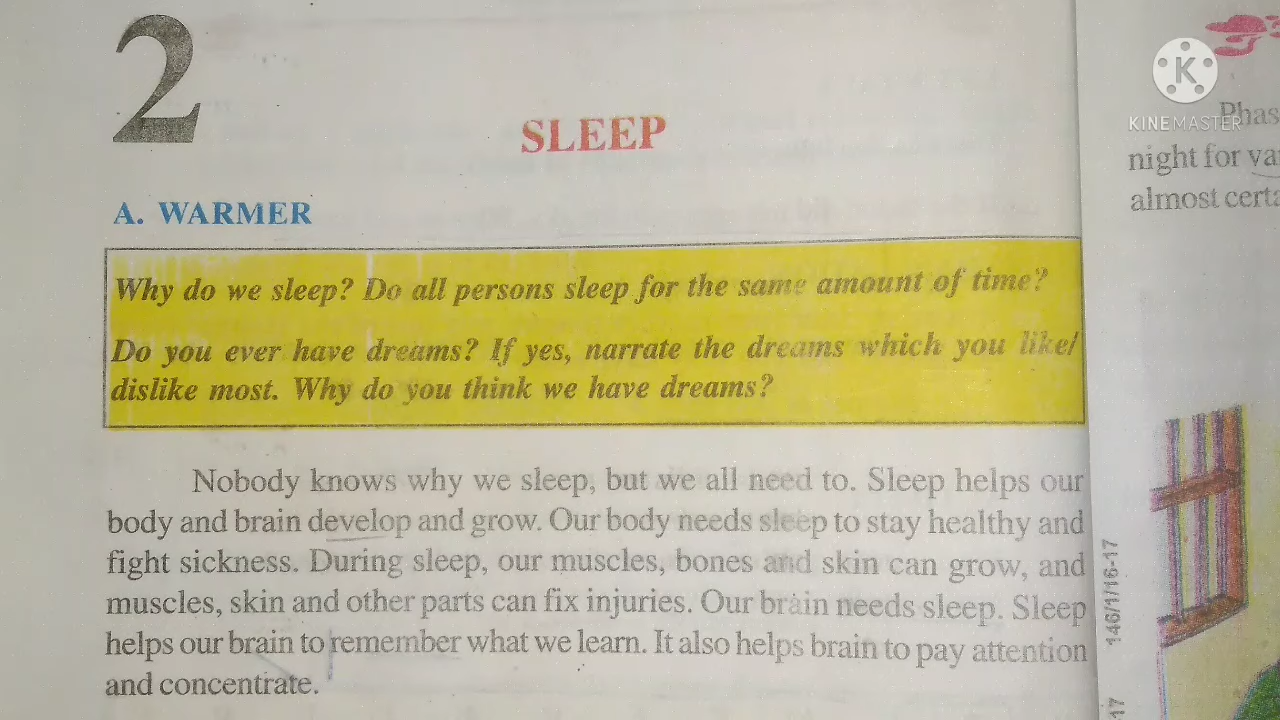 2
SLEEP
A. WARMER
Why do we sleep? Do all persons sleep for the same amount of time?
Do you ever have dreams? If yes, narrate the dreams which you like/
dislike most. Why do you think we have dreams?
Nobody knows why we sleep, but we all need to. Sleep helps our
body and brain develop and grow. Our body needs sleep to stay healthy and
fight sickness. During sleep, our muscles, bones and skin can grow, and
muscles, skin and other parts can fix injuries. Our brain needs sleep. Sleep
helps our brain to remember what we learn. It also helps brain to pay attention
and concentrate.
K
KINEMASTER
Phas
night for va
almost certa
146/1/16-17
17